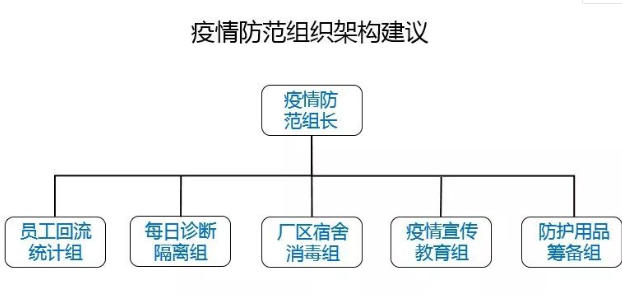 疫情防范组织架构建议
疫情防
范组长
员工回流
统计组
每日诊断
隔离组
厂区宿舍
消毒组
疫情宣传
教育组
防护用品
筹备组